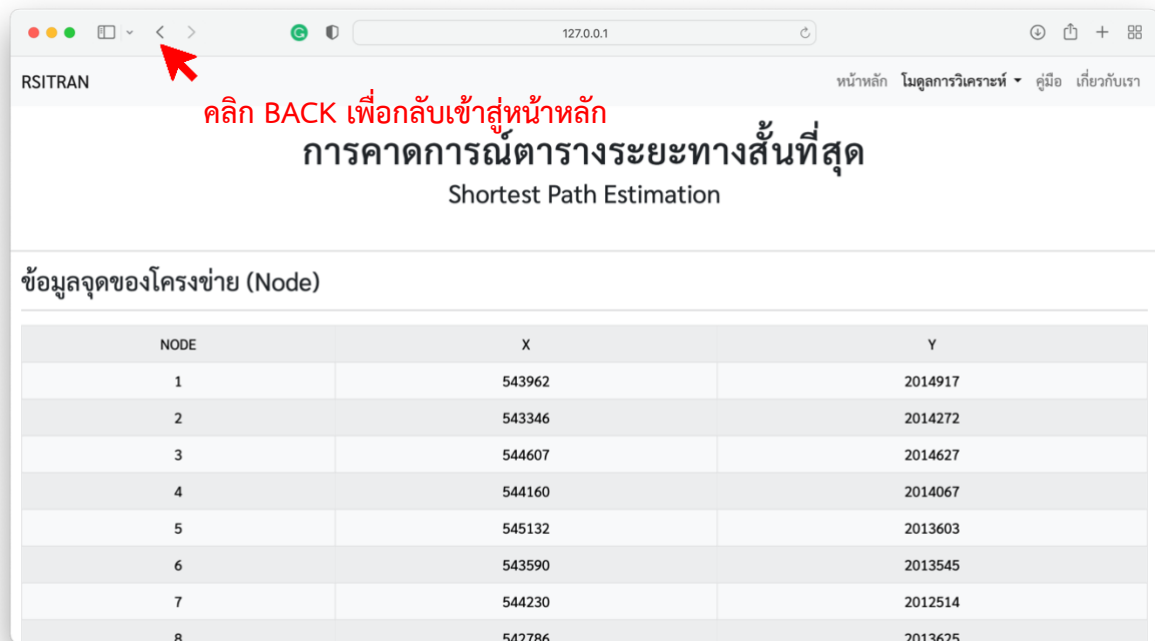 127.0.0.1
RSITRAN หน้าหลัก โมดูลการวิเคราะห์ คู่มือ เกี่ยวกับเรา
คลิก BACK เพื่อกลับเข้าสู่หน้าหลัก
การคาดการณ์ตารางระยะทางสั้นที่สุด
Shortest Path Estimation
ข้อมูลจุดของโครงข่าย (Node)
NODE X Y
1 543962 2014917
2 543346 2014272
3 544607 2014627
4 544160 2014067
5 545132 2013603
6 543590 2013545
7 544230 2012514
8 542786 2013625